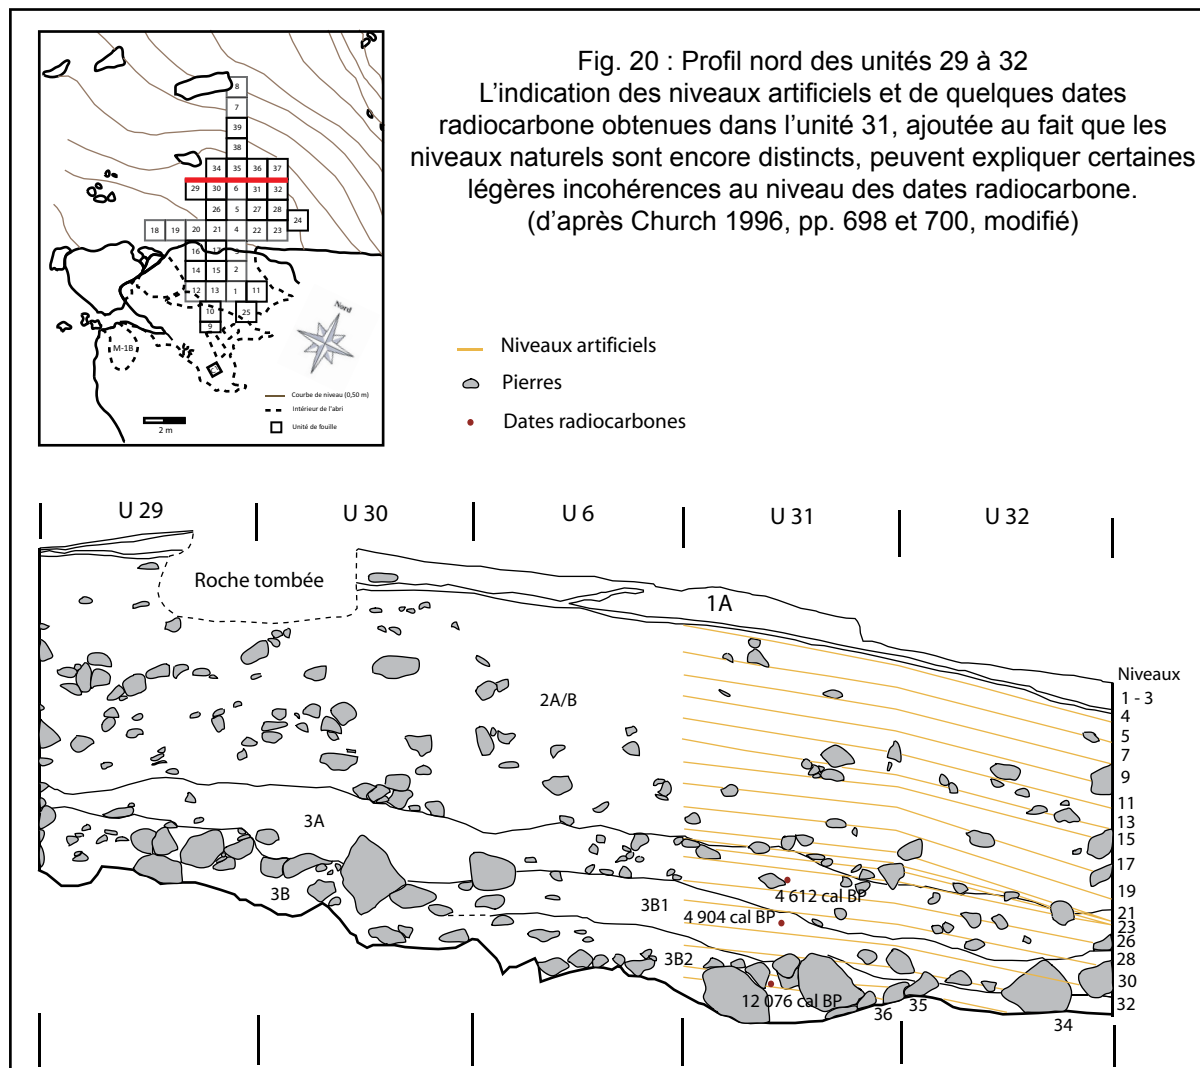 Fig. 20 : Profil nord des unités 29 à 32
L'indication des niveaux artificiels et de quelques dates
radiocarbone obtenues dans l'unité 31, ajoutée au fait que les
niveaux naturels sont encore distincts, peuvent expliquer certaines
légères incohérences au niveau des dates radiocarbone.
(d'après Church 1996, pp. 698 et 700, modifié)
8
7
39
38
34 35 36 37
29 30 6 31 32
26 5 27 28
24
18 19 20 21 4 22 23
16 17 3
14 15 2
12 13 1 11
10 25
9
Nord
M-1B
Courbe de niveau (0,50 m)
Intérieur de l'abri
Unité de fouille
2 m
Niveaux artificiels
Pierres
Dates radiocarbones
U 29 U 30 U 6 U 31 U 32
Roche tombée
1A
Niveaux
1 - 3
4
5
2A/B
7
9
11
13
15
3A
17
19
3B
4 612 cal BP
3B1
4 904 cal BP
21
23
26
3B2
28
30
12 076 cal BP
32
36
35
34